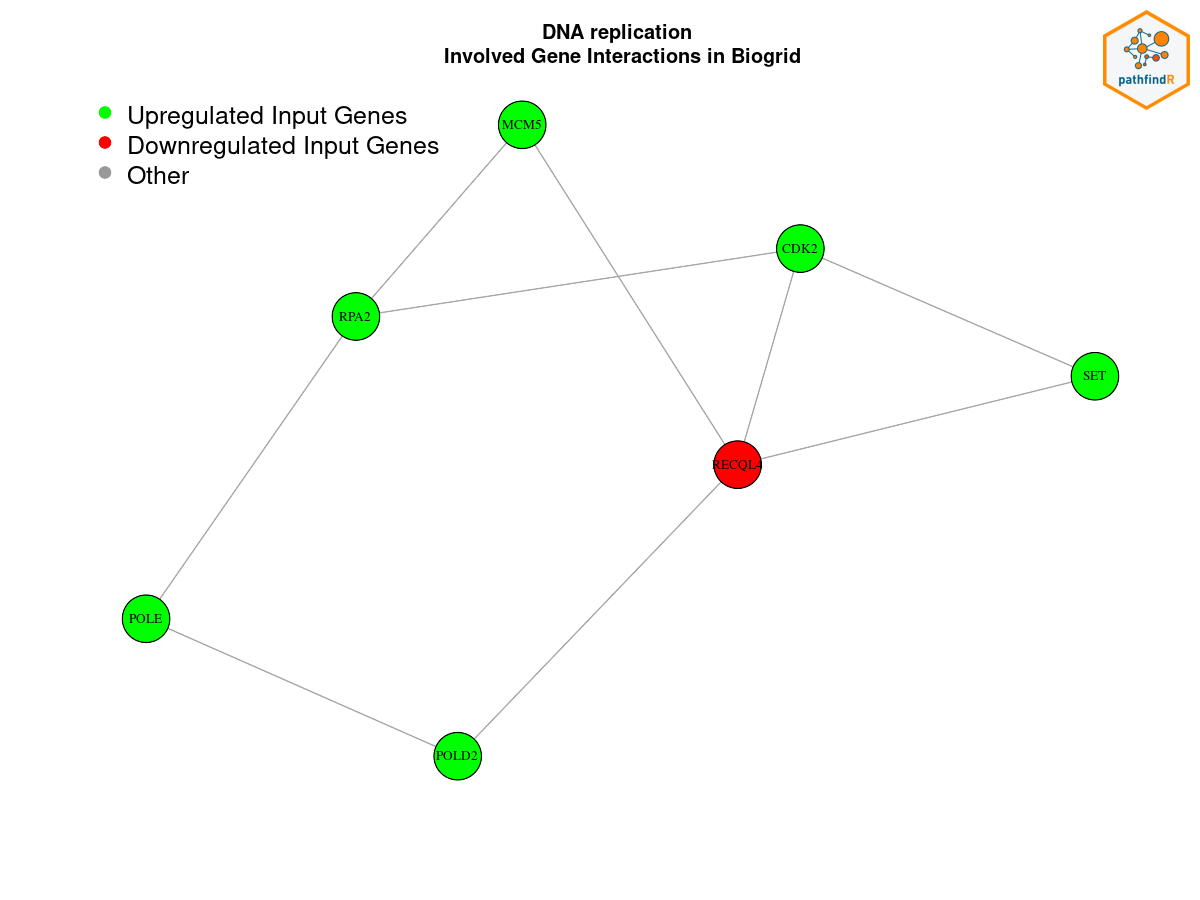 DNA replication
Involved Gene Interactions in Biogrid
pathfindR
Upregulated Input Genes
Downregulated Input Genes
Other
MCM5
CDK2
RPA2
SET
RECQL4
POLE
POLD2